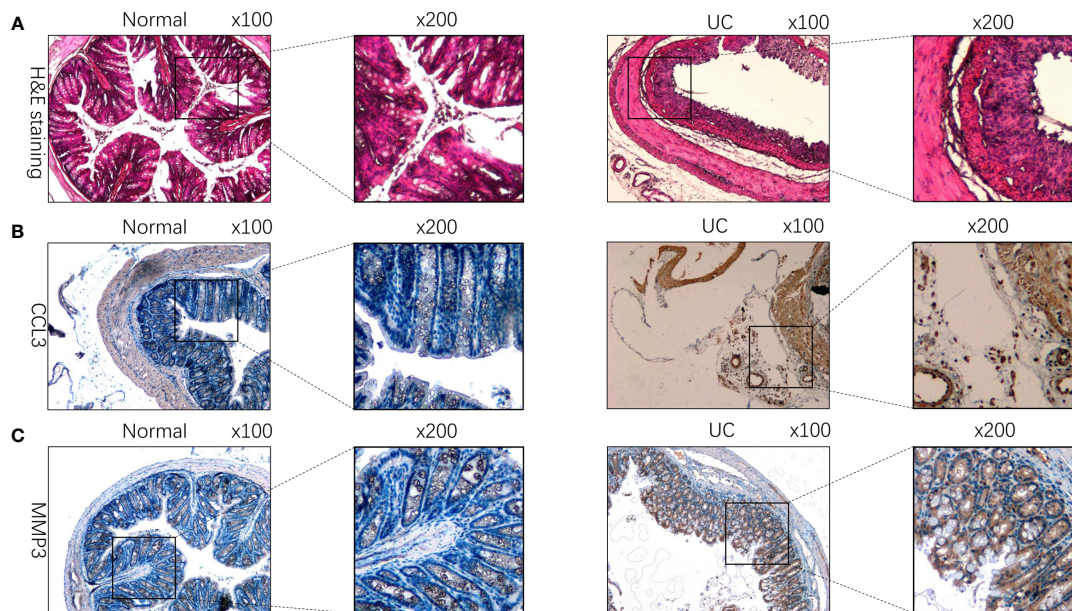 A Normal x100 x200 UC x100 x200
H&E staining
B Normal x100 x200 UC x100 x200
CCL3
C Normal x100 x200 UC x100 x200
MMP3